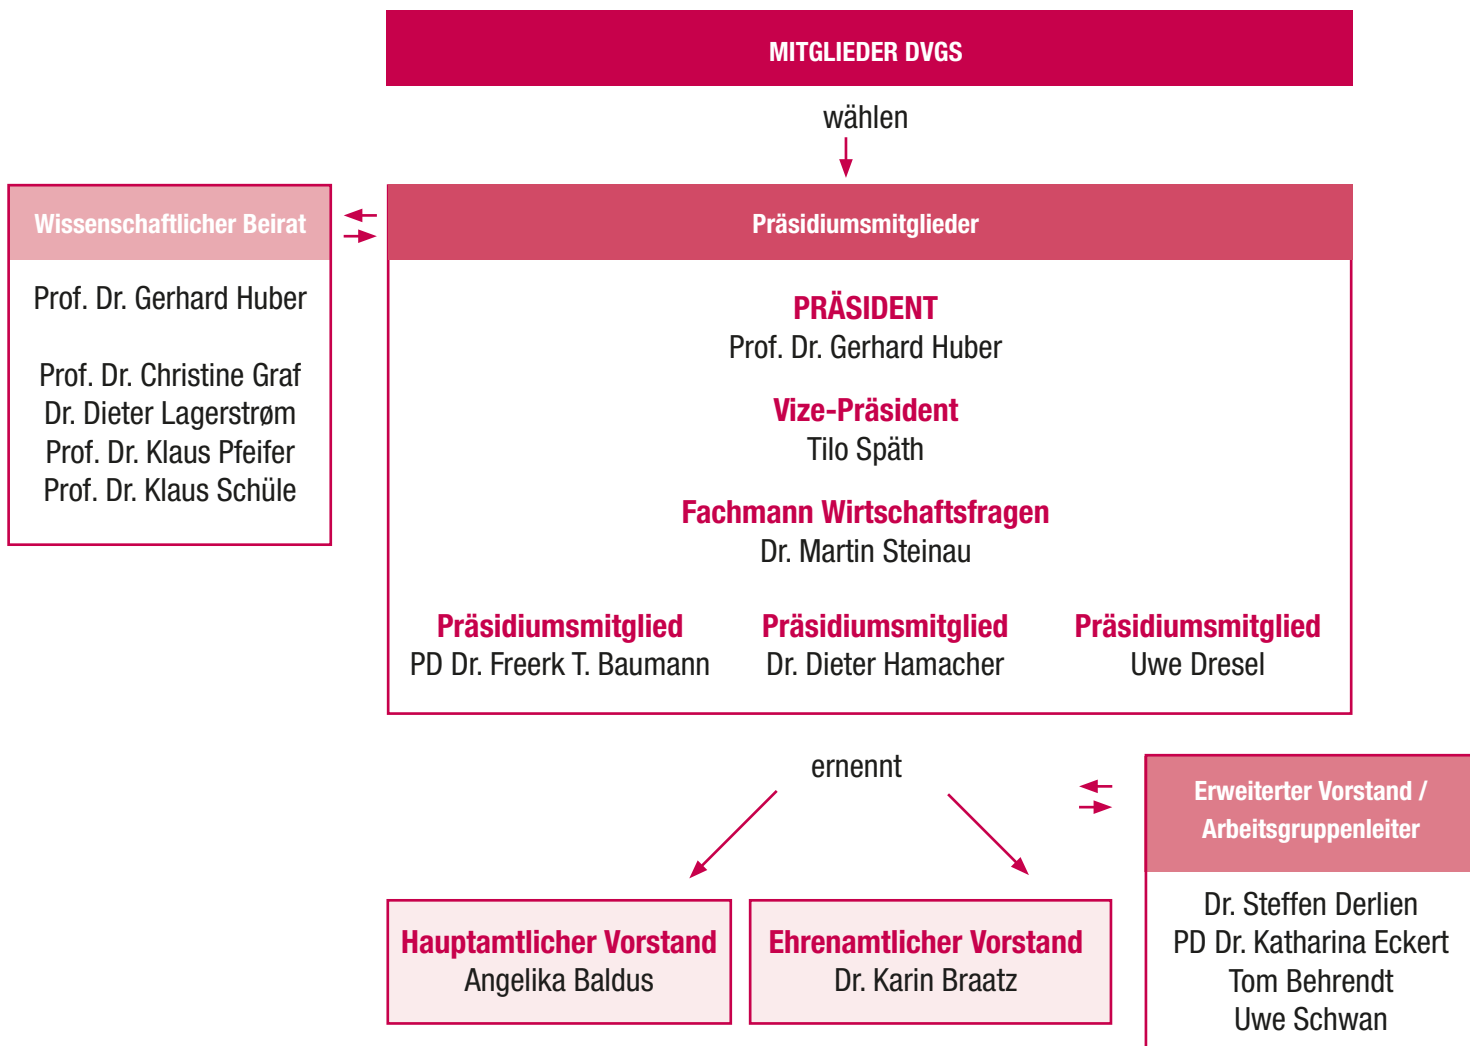 MITGLIEDER DVGS
wählen
Wissenschaftlicher Beirat
Prof. Dr. Gerhard Huber
Prof. Dr. Christine Graf
Dr. Dieter Lagerstrøm
Prof. Dr. Klaus Pfeifer
Prof. Dr. Klaus Schüle
Präsidiumsmitglieder
PRÄSIDENT
Prof. Dr. Gerhard Huber
Vize-Präsident
Tilo Späth
Fachmann Wirtschaftsfragen
Dr. Martin Steinau
Präsidiumsmitglied
PD Dr. Freerk T. Baumann
Präsidiumsmitglied
Dr. Dieter Hamacher
Präsidiumsmitglied
Uwe Dresel
ernennt
Hauptamtlicher Vorstand
Angelika Baldus
Ehrenamtlicher Vorstand
Dr. Karin Braatz
Erweiterter Vorstand /
Arbeitsgruppenleiter
Dr. Steffen Derlien
PD Dr. Katharina Eckert
Tom Behrendt
Uwe Schwan